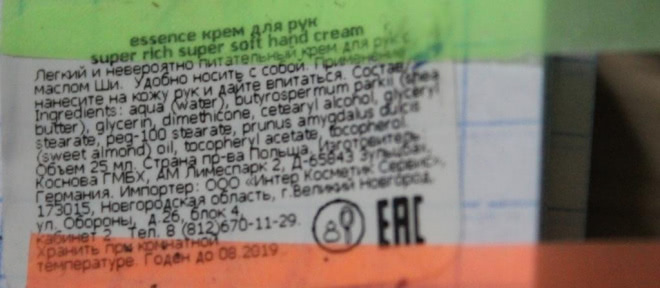 essence крем для рук
super rich super soft hand cream
Легкий и невероятно питательный крем для рук с
маслом Ши. Удобно носить с собой. Применение:
нанесите на кожу рук и дайте впитаться. Состав/
Ingredients: aqua (water), butyrospermum parkii (shea
butter), glycerin, dimethicone, cetearyl alcohol, glyceryl
stearate, peg-100 stearate, prunus amygdalus dulcis
(sweet almond) oil, tocopheryl acetate, tocopherol.
Объем 25 мл. Страна пр-ва Польша. Изготовитель
Коснова ГМБХ, АМ Лимеспарк 2, Д-65843 Зульцбах,
Германия. Импортер: ООО «Интер Косметик Сервис»,
173015, Новгородская область, г.Великий Новгород,
ул. Обороны, д.26, блок 4,
кабинет 2. Тел. 8 (812)670-11-29.
Хранить при комнатной
температуре. Годен до 08.2019
EAC